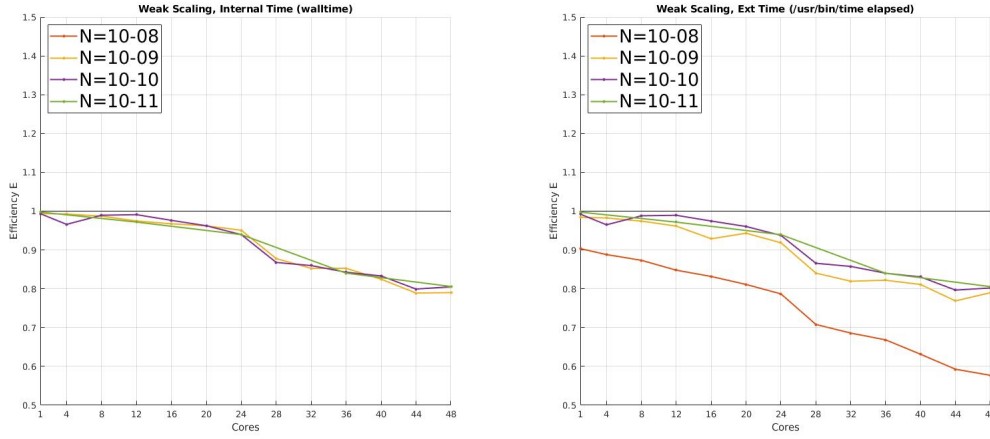 Weak Scaling, Internal Time (walltime)
1.5
1.4
1.3
1.2
1.1
1
0.9
0.8
0.7
0.6
0.5
Efficiency E
N=10-08
N=10-09
N=10-10
N=10-11
1 4 8 12 16 20 24 28 32 36 40 44 48
Cores
Weak Scaling, Ext Time (/usr/bin/time elapsed)
1.5
1.4
1.3
1.2
1.1
1
0.9
0.8
0.7
0.6
0.5
Efficiency E
N=10-08
N=10-09
N=10-10
N=10-11
1 4 8 12 16 20 24 28 32 36 40 44
Cores